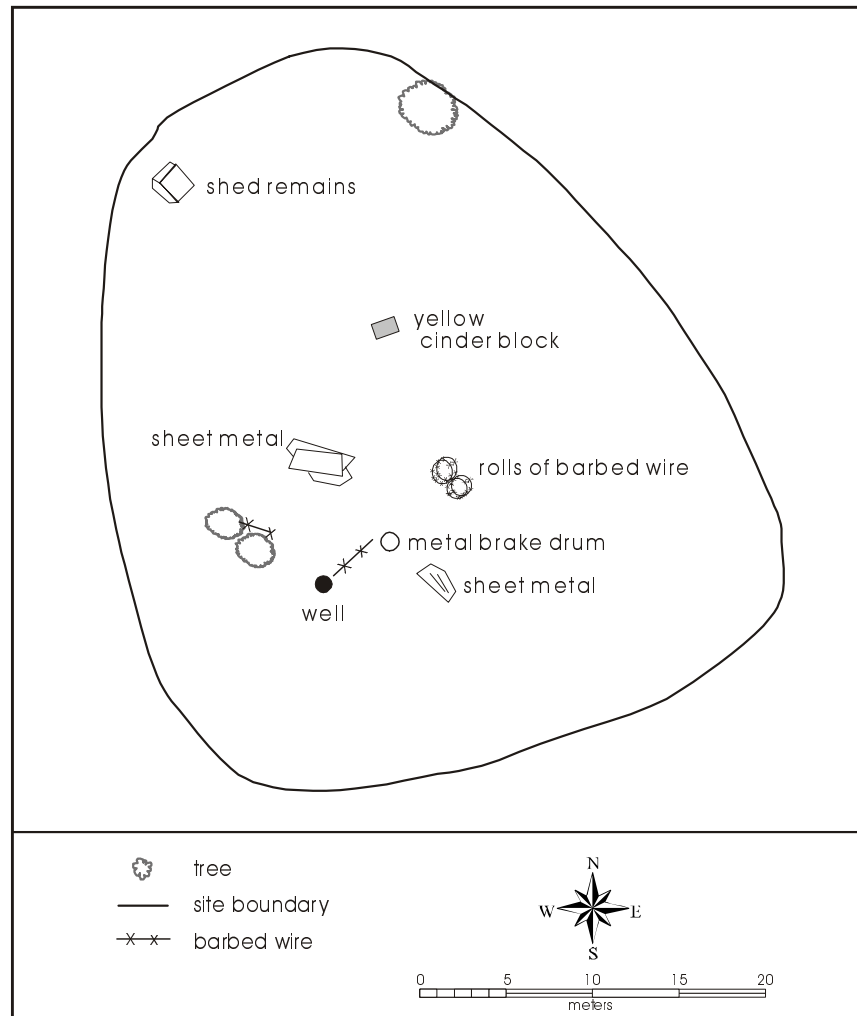 shed remains
yellow
cinder block
sheet metal
rolls of barbed wire
metal brake drum
sheet metal
well
tree
site boundary
barbed wire
N
W E
S
0 5 10 15 20
meters